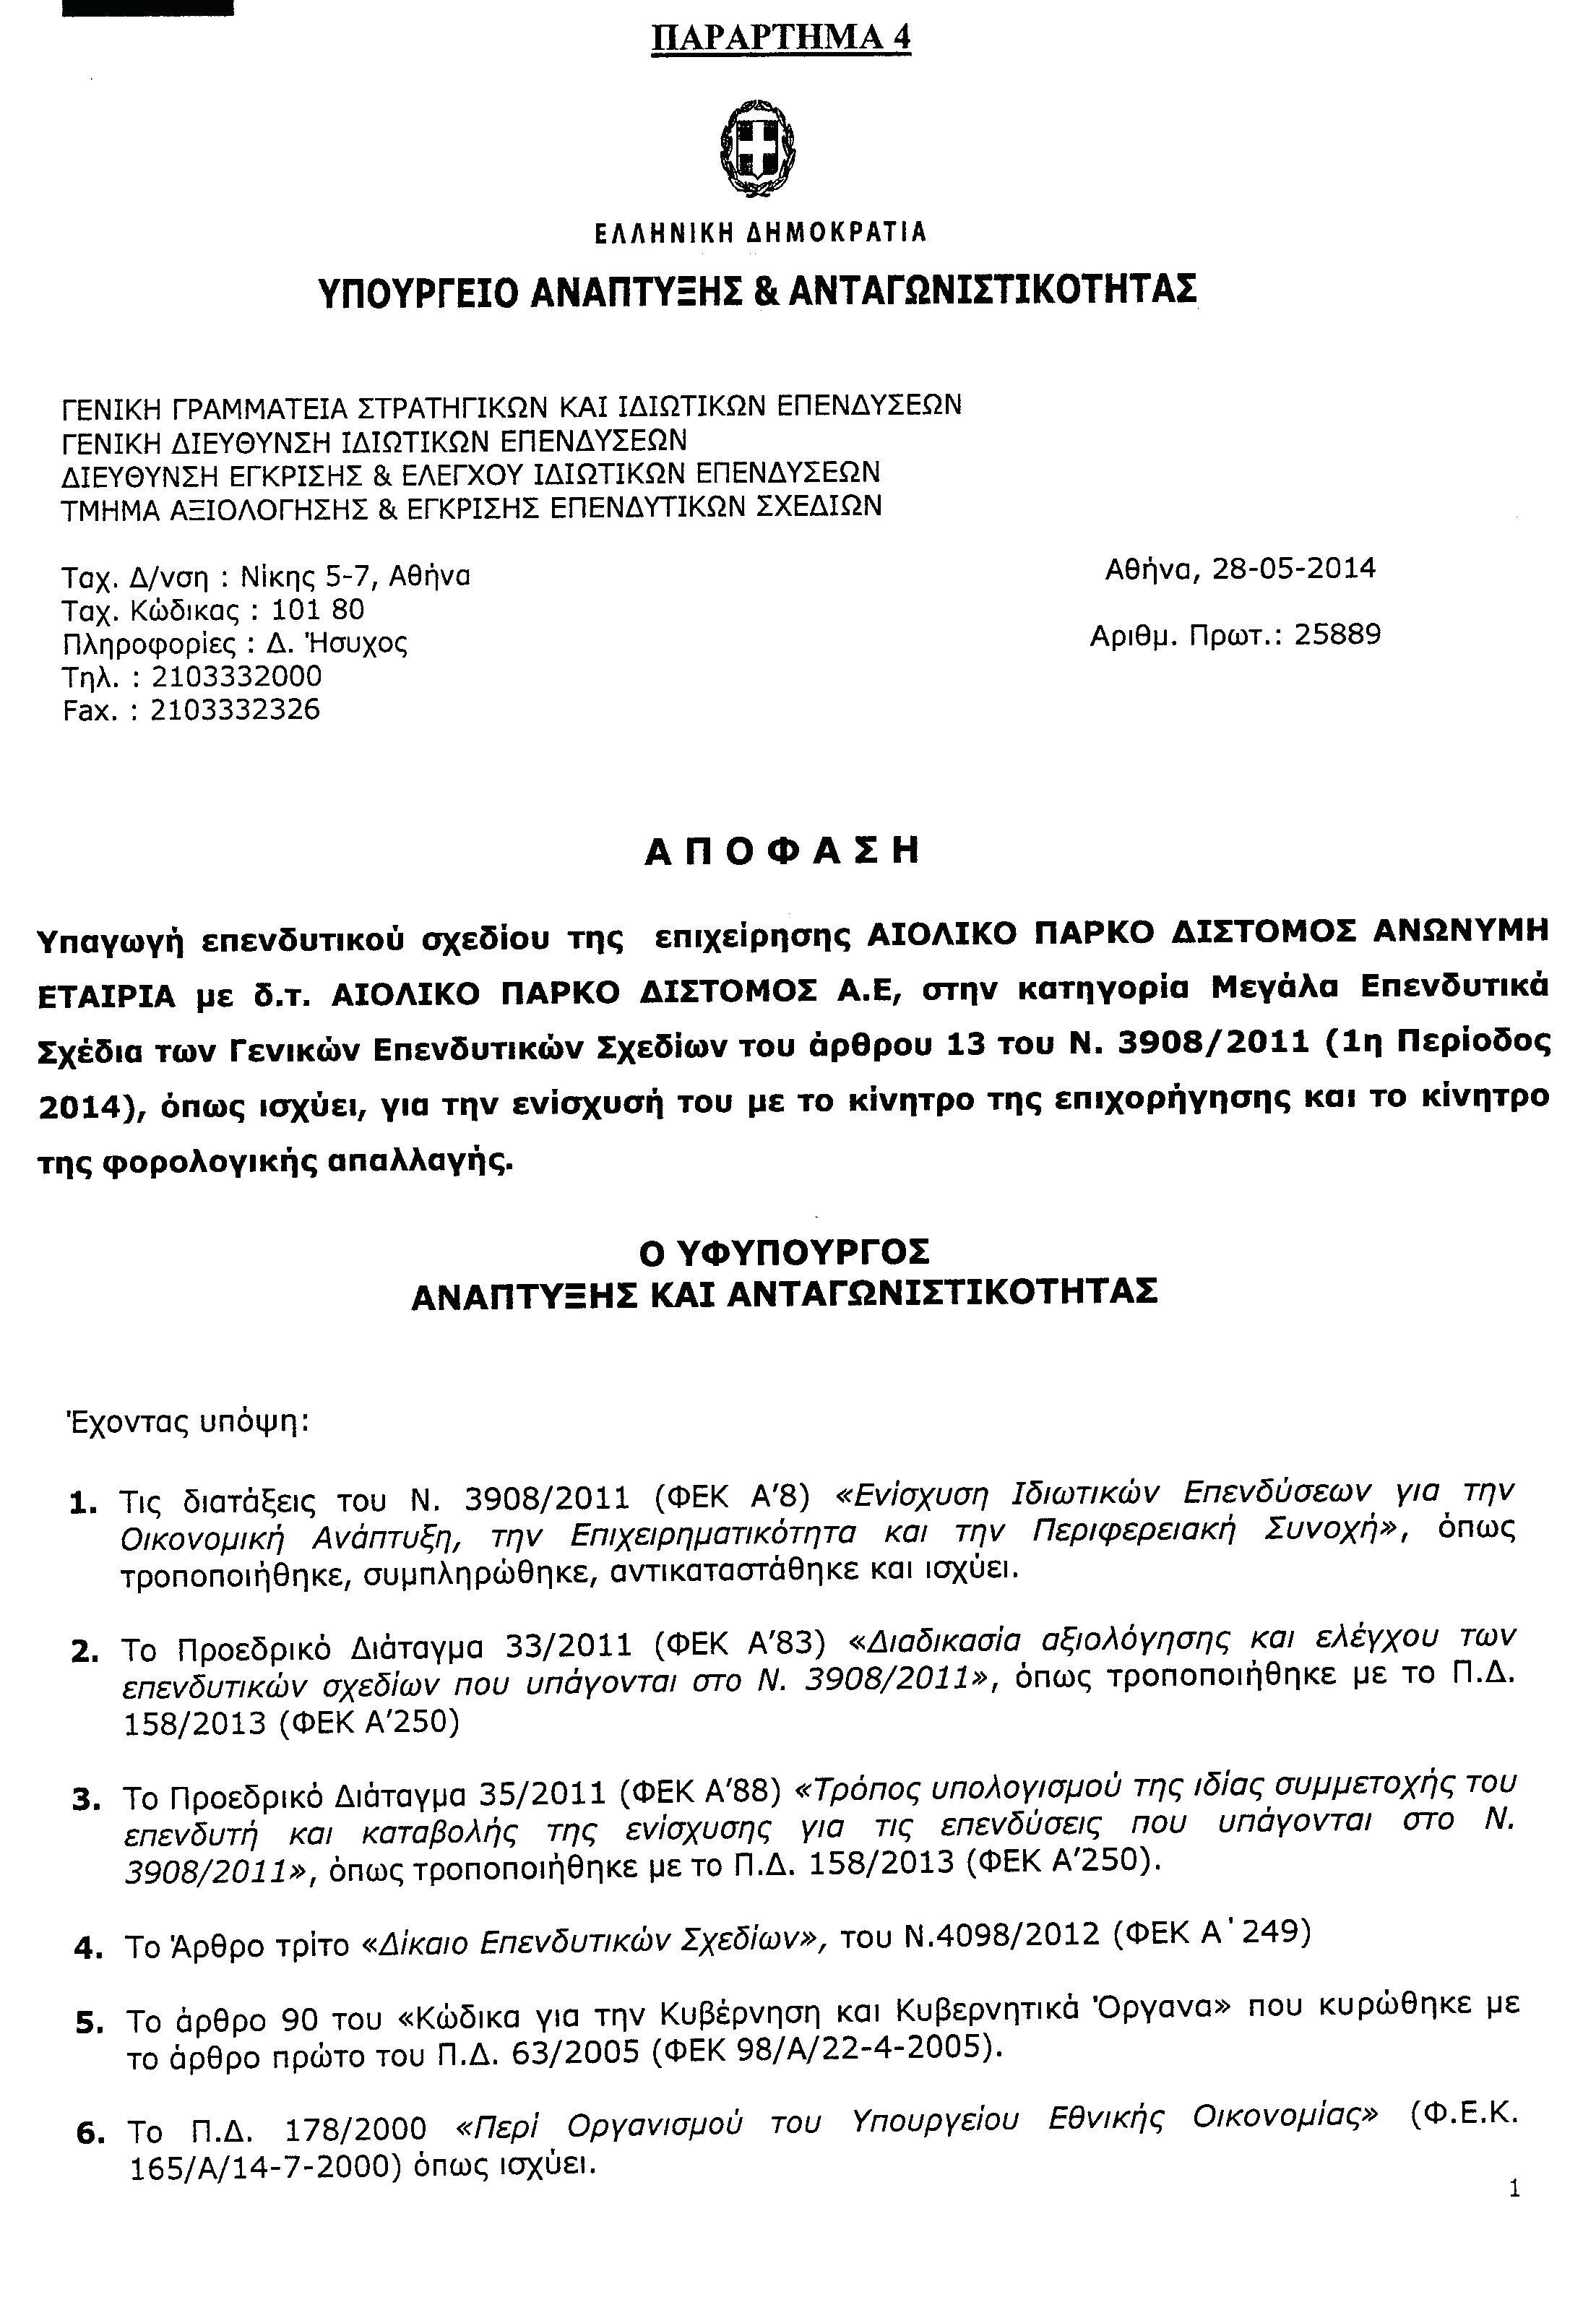 ΠΑΡΑΡΤΗΜΑ 4
ΕΛΛΗΝΙΚΗ ΔΗΜΟΚΡΑΤΙΑ
ΥΠΟΥΡΓΕΙΟ ΑΝΑΠΤΥΞΗΣ & ΑΝΤΑΓΩΝΙΣΤΙΚΟΤΗΤΑΣ
ΓΕΝΙΚΗ ΓΡΑΜΜΑΤΕΙΑ ΣΤΡΑΤΗΓΙΚΩΝ ΚΑΙ ΙΔΙΩΤΙΚΩΝ ΕΠΕΝΔΥΣΕΩΝ
ΓΕΝΙΚΗ ΔΙΕΥΘΥΝΣΗ ΙΔΙΩΤΙΚΩΝ ΕΠΕΝΔΥΣΕΩΝ
ΔΙΕΥΘΥΝΣΗ ΕΓΚΡΙΣΗΣ & ΕΛΕΓΧΟΥ ΙΔΙΩΤΙΚΩΝ ΕΠΕΝΔΥΣΕΩΝ
ΤΜΗΜΑ ΑΞΙΟΛΟΓΗΣΗΣ & ΕΓΚΡΙΣΗΣ ΕΠΕΝΔΥΤΙΚΩΝ ΣΧΕΔΙΩΝ
Ταχ. Δ/νση : Νίκης 5-7, Αθήνα
Ταχ. Κώδικας : 101 80
Πληροφορίες : Δ. Ήσυχος
Τηλ. : 2103332000
Fax. : 2103332326
Αθήνα, 28-05-2014
Αριθμ. Πρωτ.: 25889
Α Π Ο Φ Α Σ Η
Υπαγωγή επενδυτικού σχεδίου της επιχείρησης ΑΙΟΛΙΚΟ ΠΑΡΚΟ ΔΙΣΤΟΜΟΣ ΑΝΩΝΥΜΗ
ΕΤΑΙΡΙΑ με δ.τ. ΑΙΟΛΙΚΟ ΠΑΡΚΟ ΔΙΣΤΟΜΟΣ Α.Ε, στην κατηγορία Μεγάλα Επενδυτικά
Σχέδια των Γενικών Επενδυτικών Σχεδίων του άρθρου 13 του Ν. 3908/2011 (1η Περίοδος
2014), όπως ισχύει, για την ενίσχυσή του με το κίνητρο της επιχορήγησης και το κίνητρο
της φορολογικής απαλλαγής.
Ο ΥΦΥΠΟΥΡΓΟΣ
ΑΝΑΠΤΥΞΗΣ ΚΑΙ ΑΝΤΑΓΩΝΙΣΤΙΚΟΤΗΤΑΣ
Έχοντας υπόψη:
1. Τις διατάξεις του Ν. 3908/2011 (ΦΕΚ Α'8) «Ενίσχυση Ιδιωτικών Επενδύσεων για την
Οικονομική Ανάπτυξη, την Επιχειρηματικότητα και την Περιφερειακή Συνοχή», όπως
τροποποιήθηκε, συμπληρώθηκε, αντικαταστάθηκε και ισχύει.
2. Το Προεδρικό Διάταγμα 33/2011 (ΦΕΚ Α'83) «Διαδικασία αξιολόγησης και ελέγχου των
επενδυτικών σχεδίων που υπάγονται στο Ν. 3908/2011», όπως τροποποιήθηκε με το Π.Δ.
158/2013 (ΦΕΚ Α'250)
3. Το Προεδρικό Διάταγμα 35/2011 (ΦΕΚ Α'88) «Τρόπος υπολογισμού της ιδίας συμμετοχής του
επενδυτή και καταβολής της ενίσχυσης για τις επενδύσεις που υπάγονται στο Ν.
3908/2011», όπως τροποποιήθηκε με το Π.Δ. 158/2013 (ΦΕΚ Α'250).
4. Το Άρθρο τρίτο «Δίκαιο Επενδυτικών Σχεδίων», του Ν.4098/2012 (ΦΕΚ Α΄249)
5. Το άρθρο 90 του «Κώδικα για την Κυβέρνηση και Κυβερνητικά Όργανα» που κυρώθηκε με
το άρθρο πρώτο του Π.Δ. 63/2005 (ΦΕΚ 98/Α/22-4-2005).
6. Το Π.Δ. 178/2000 «Περί Οργανισμού του Υπουργείου Εθνικής Οικονομίας» (Φ.Ε.Κ.
165/Α/14-7-2000) όπως ισχύει.
1